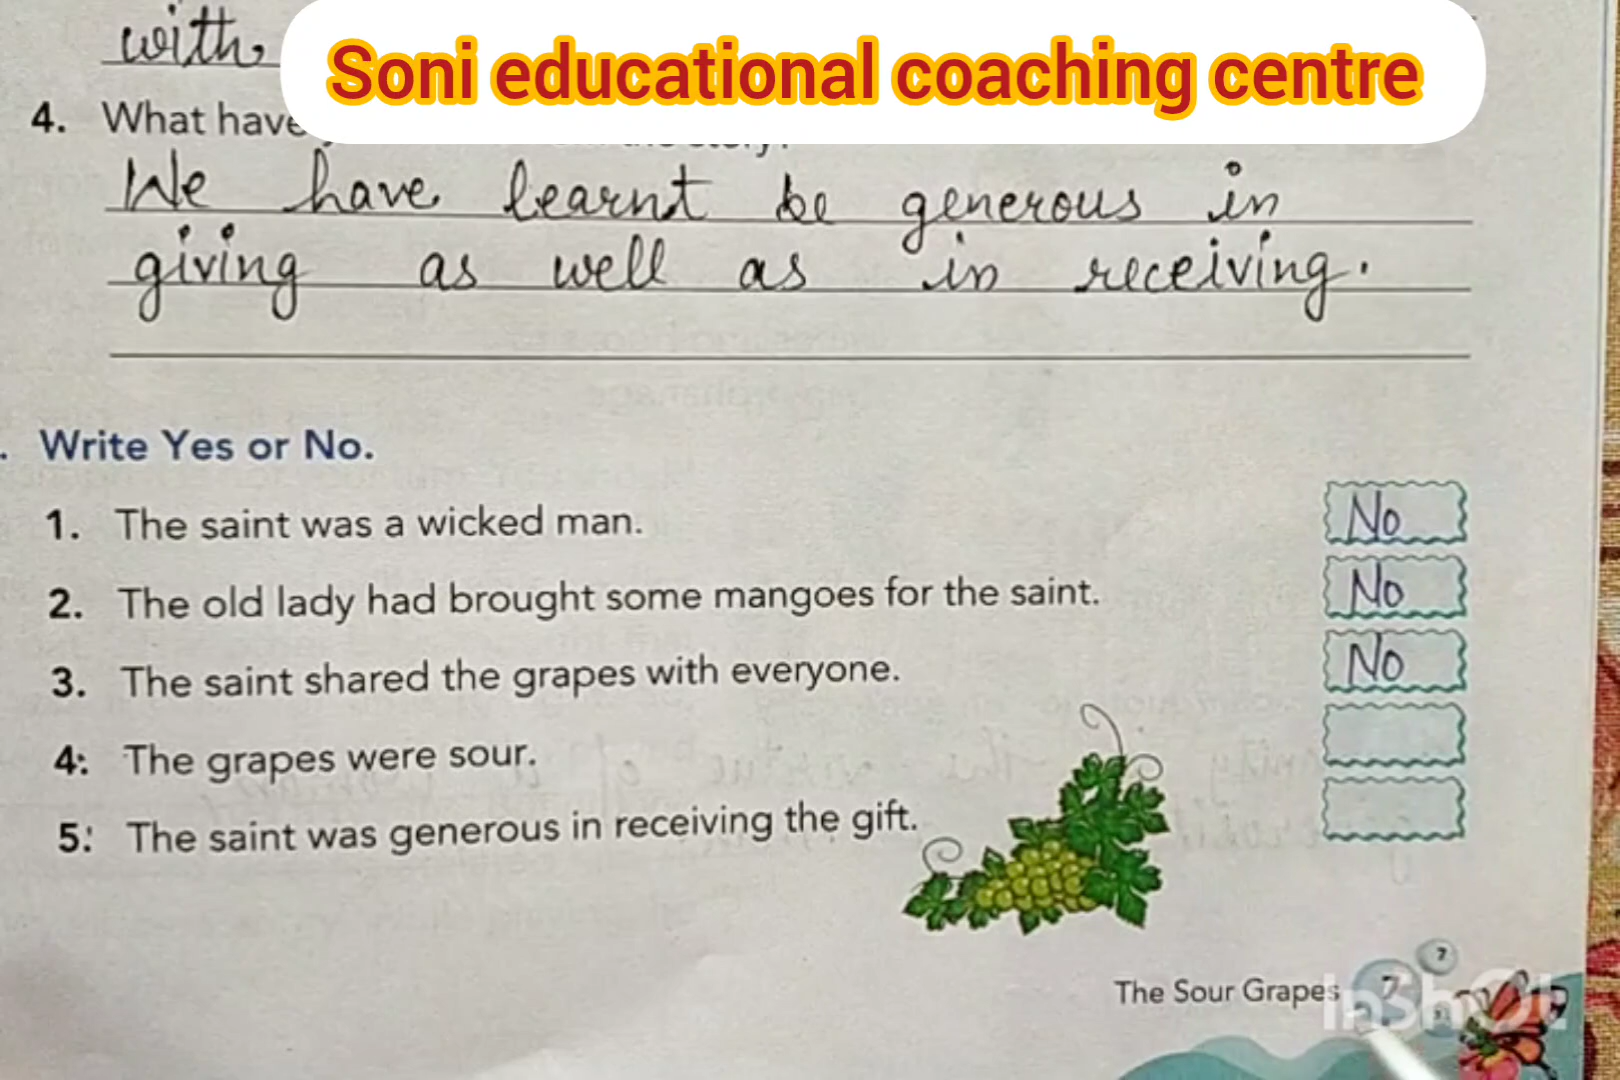 with,
Soni educational coaching centre
4. What have
We have learnt be generous in
giving as well as in receiving.
. Write Yes or No.
1. The saint was a wicked man. No
2. The old lady had brought some mangoes for the saint. No
3. The saint shared the grapes with everyone. No
4. The grapes were sour.
5. The saint was generous in receiving the gift.
7
The Sour Grapes 7
InShOt